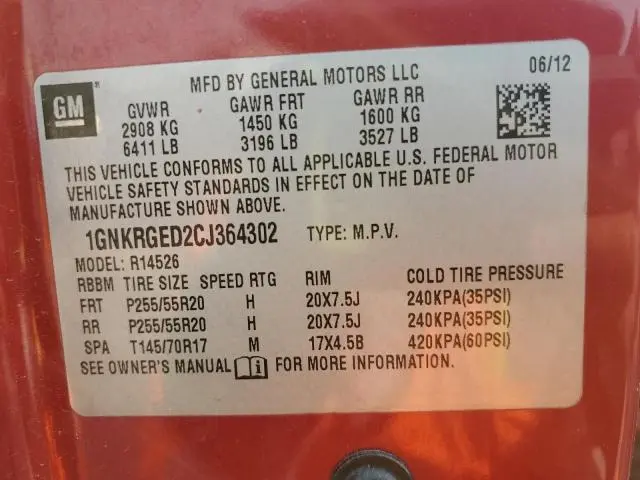 MFD BY GENERAL MOTORS LLC 06/12
GM
GVWR GAWR FRT GAWR RR
2908 KG 1450 KG 1600 KG
6411 LB 3196 LB 3527 LB
THIS VEHICLE CONFORMS TO ALL APPLICABLE U.S. FEDERAL MOTOR
VEHICLE SAFETY STANDARDS IN EFFECT ON THE DATE OF
MANUFACTURE SHOWN ABOVE.
1GNKRGED2CJ364302 TYPE: M.P.V.
MODEL: R14526
RBBM TIRE SIZE SPEED RTG RIM COLD TIRE PRESSURE
FRT P255/55R20 H 20X7.5J 240KPA(35PSI)
RR P255/55R20 H 20X7.5J 240KPA(35PSI)
SPA T145/70R17 M 17X4.5B 420KPA(60PSI)
SEE OWNER'S MANUAL i FOR MORE INFORMATION.